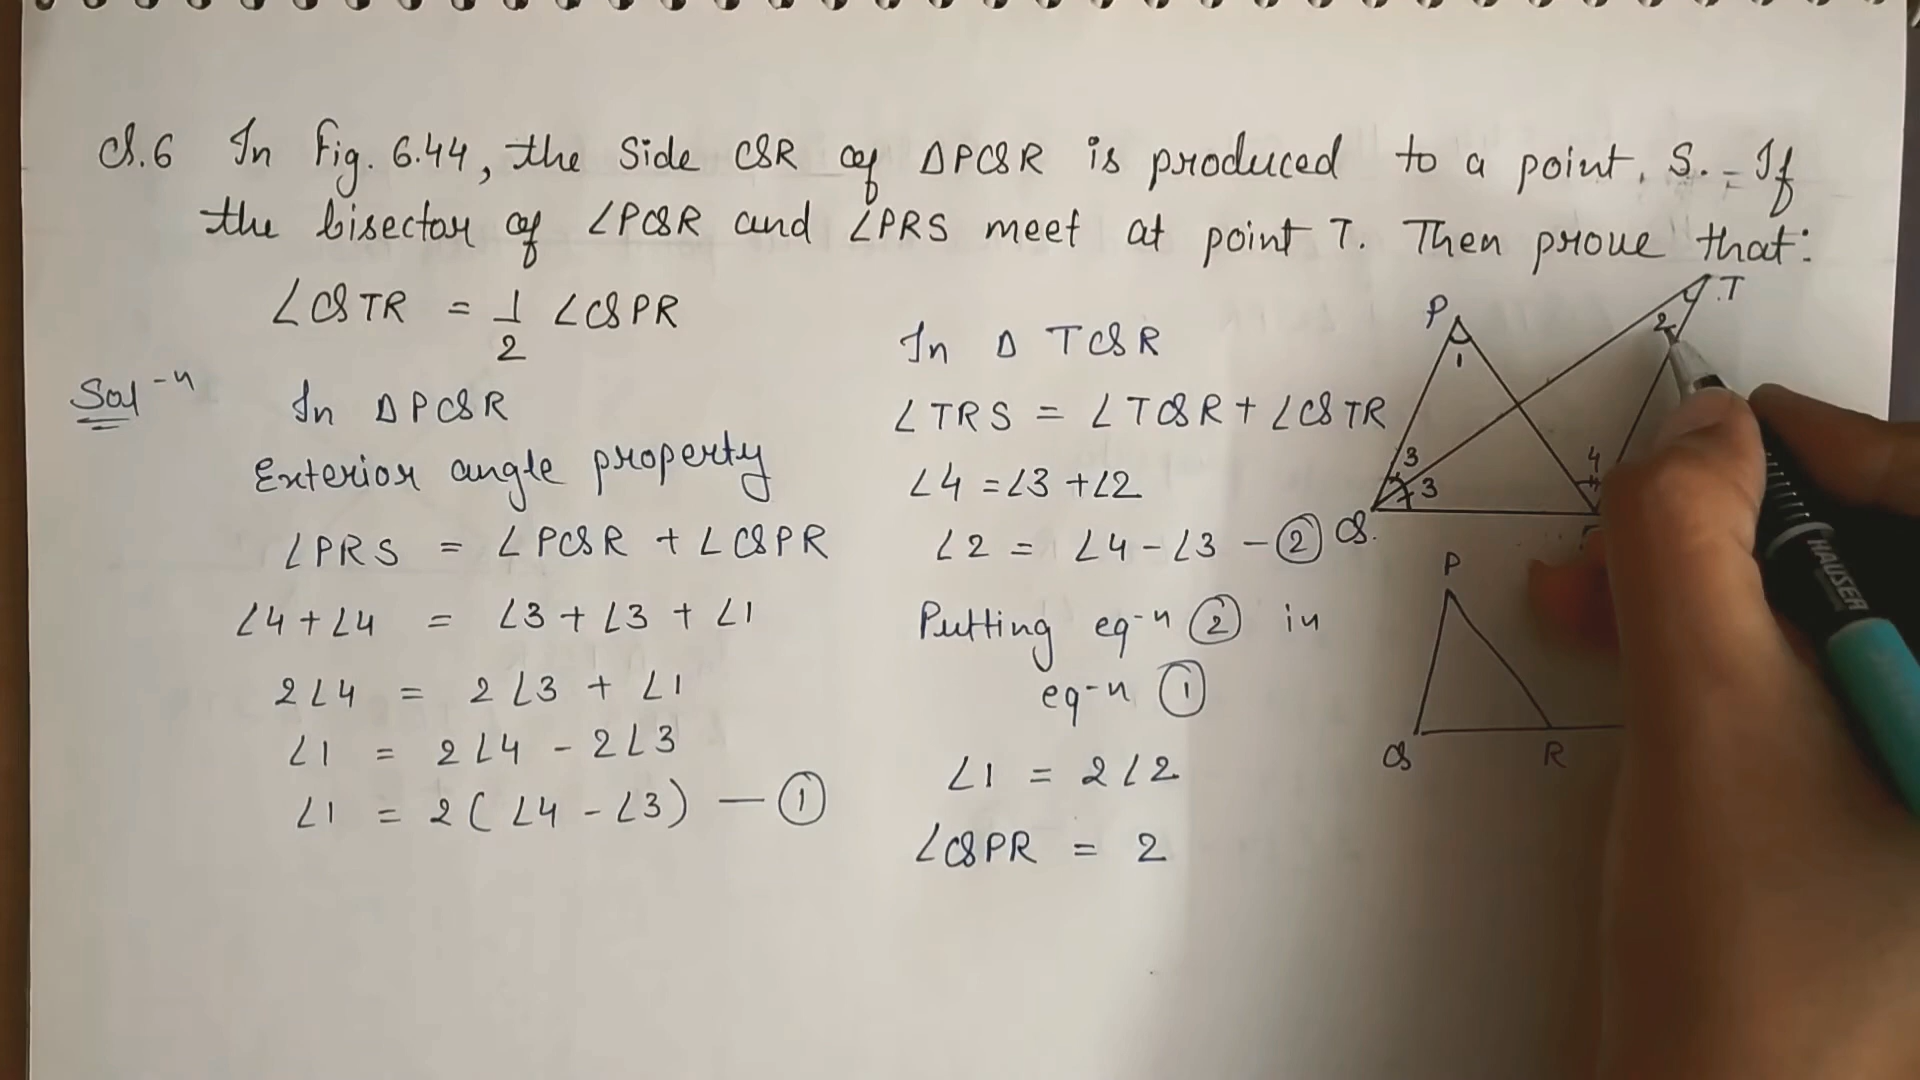 Q.6 In Fig. 6.44, the Side QR of ΔPQR is produced to a point. S. - If
the bisector of ∠PQR and ∠PRS meet at point T. Then prove that:
∠QTR = 1/2 ∠QPR
Sol-n
In ΔPQR
Exterior angle property
∠PRS = ∠PQR + ∠QPR
∠4 + ∠4 = ∠3 + ∠3 + ∠1
2∠4 = 2∠3 + ∠1
∠1 = 2∠4 - 2∠3
∠1 = 2(∠4 - ∠3) — ①
In Δ TQR
∠TRS = ∠TQR + ∠QTR
∠4 = ∠3 + ∠2
∠2 = ∠4 - ∠3 - ②
Putting eq-n ② in
eq-n ①
∠1 = 2∠2
∠QPR = 2
P
T
1
2
3
3
4
Q.
P
Q
R
HAUSER